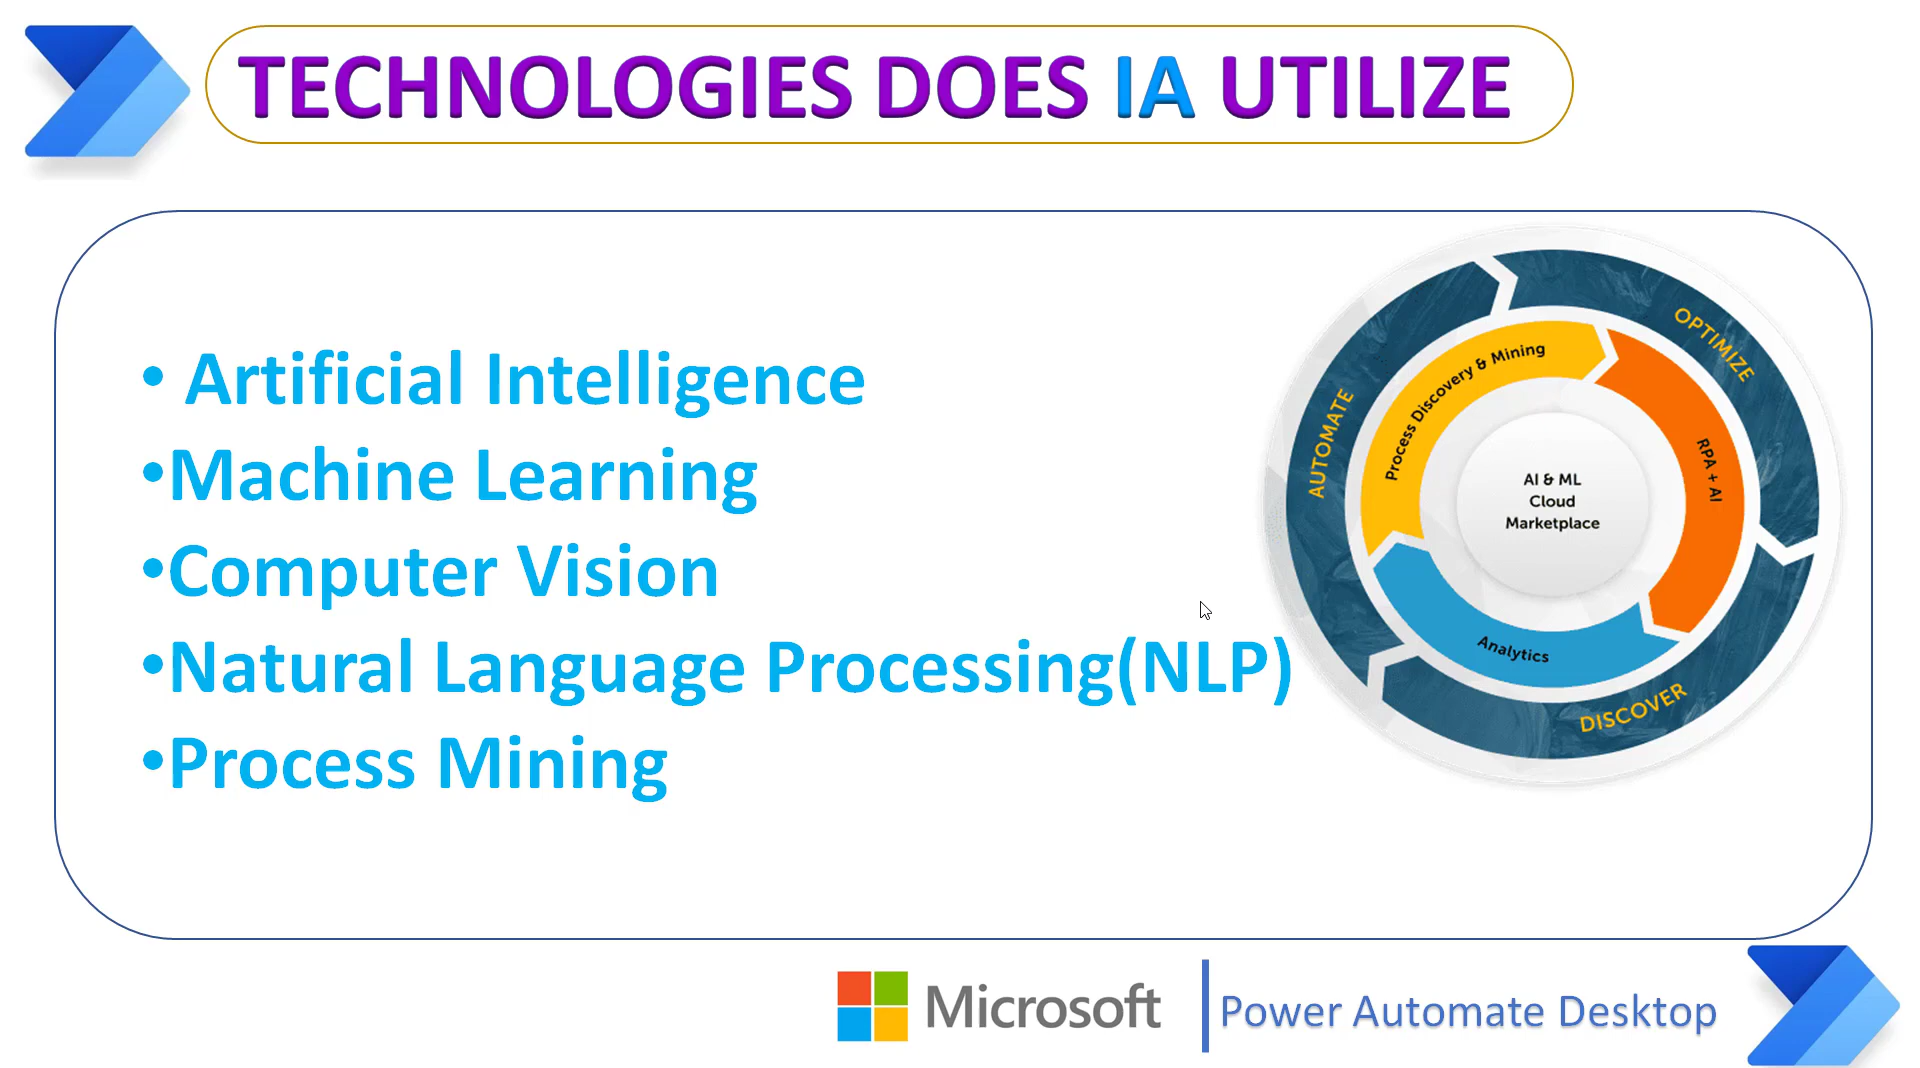 TECHNOLOGIES DOES IA UTILIZE
• Artificial Intelligence
•Machine Learning
•Computer Vision
•Natural Language Processing(NLP)
•Process Mining
AUTOMATE
OPTIMIZE
DISCOVER
Process Discovery & Mining
RPA + AI
Analytics
AI & ML
Cloud
Marketplace
Microsoft
Power Automate Desktop